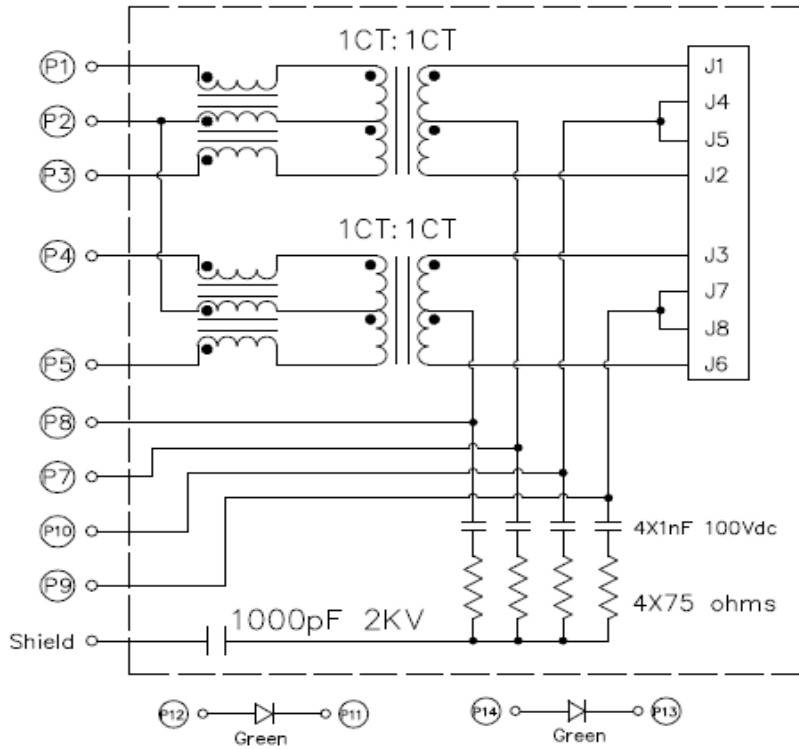 1CT: 1CT
P1
J1
J4
P2
J5
P3
J2
1CT: 1CT
P4
J3
J7
J8
P5
J6
P8
P7
P10
4X1nF 100Vdc
P9
4X75 ohms
1000pF 2KV
Shield
P12
P11
Green
P14
P13
Green